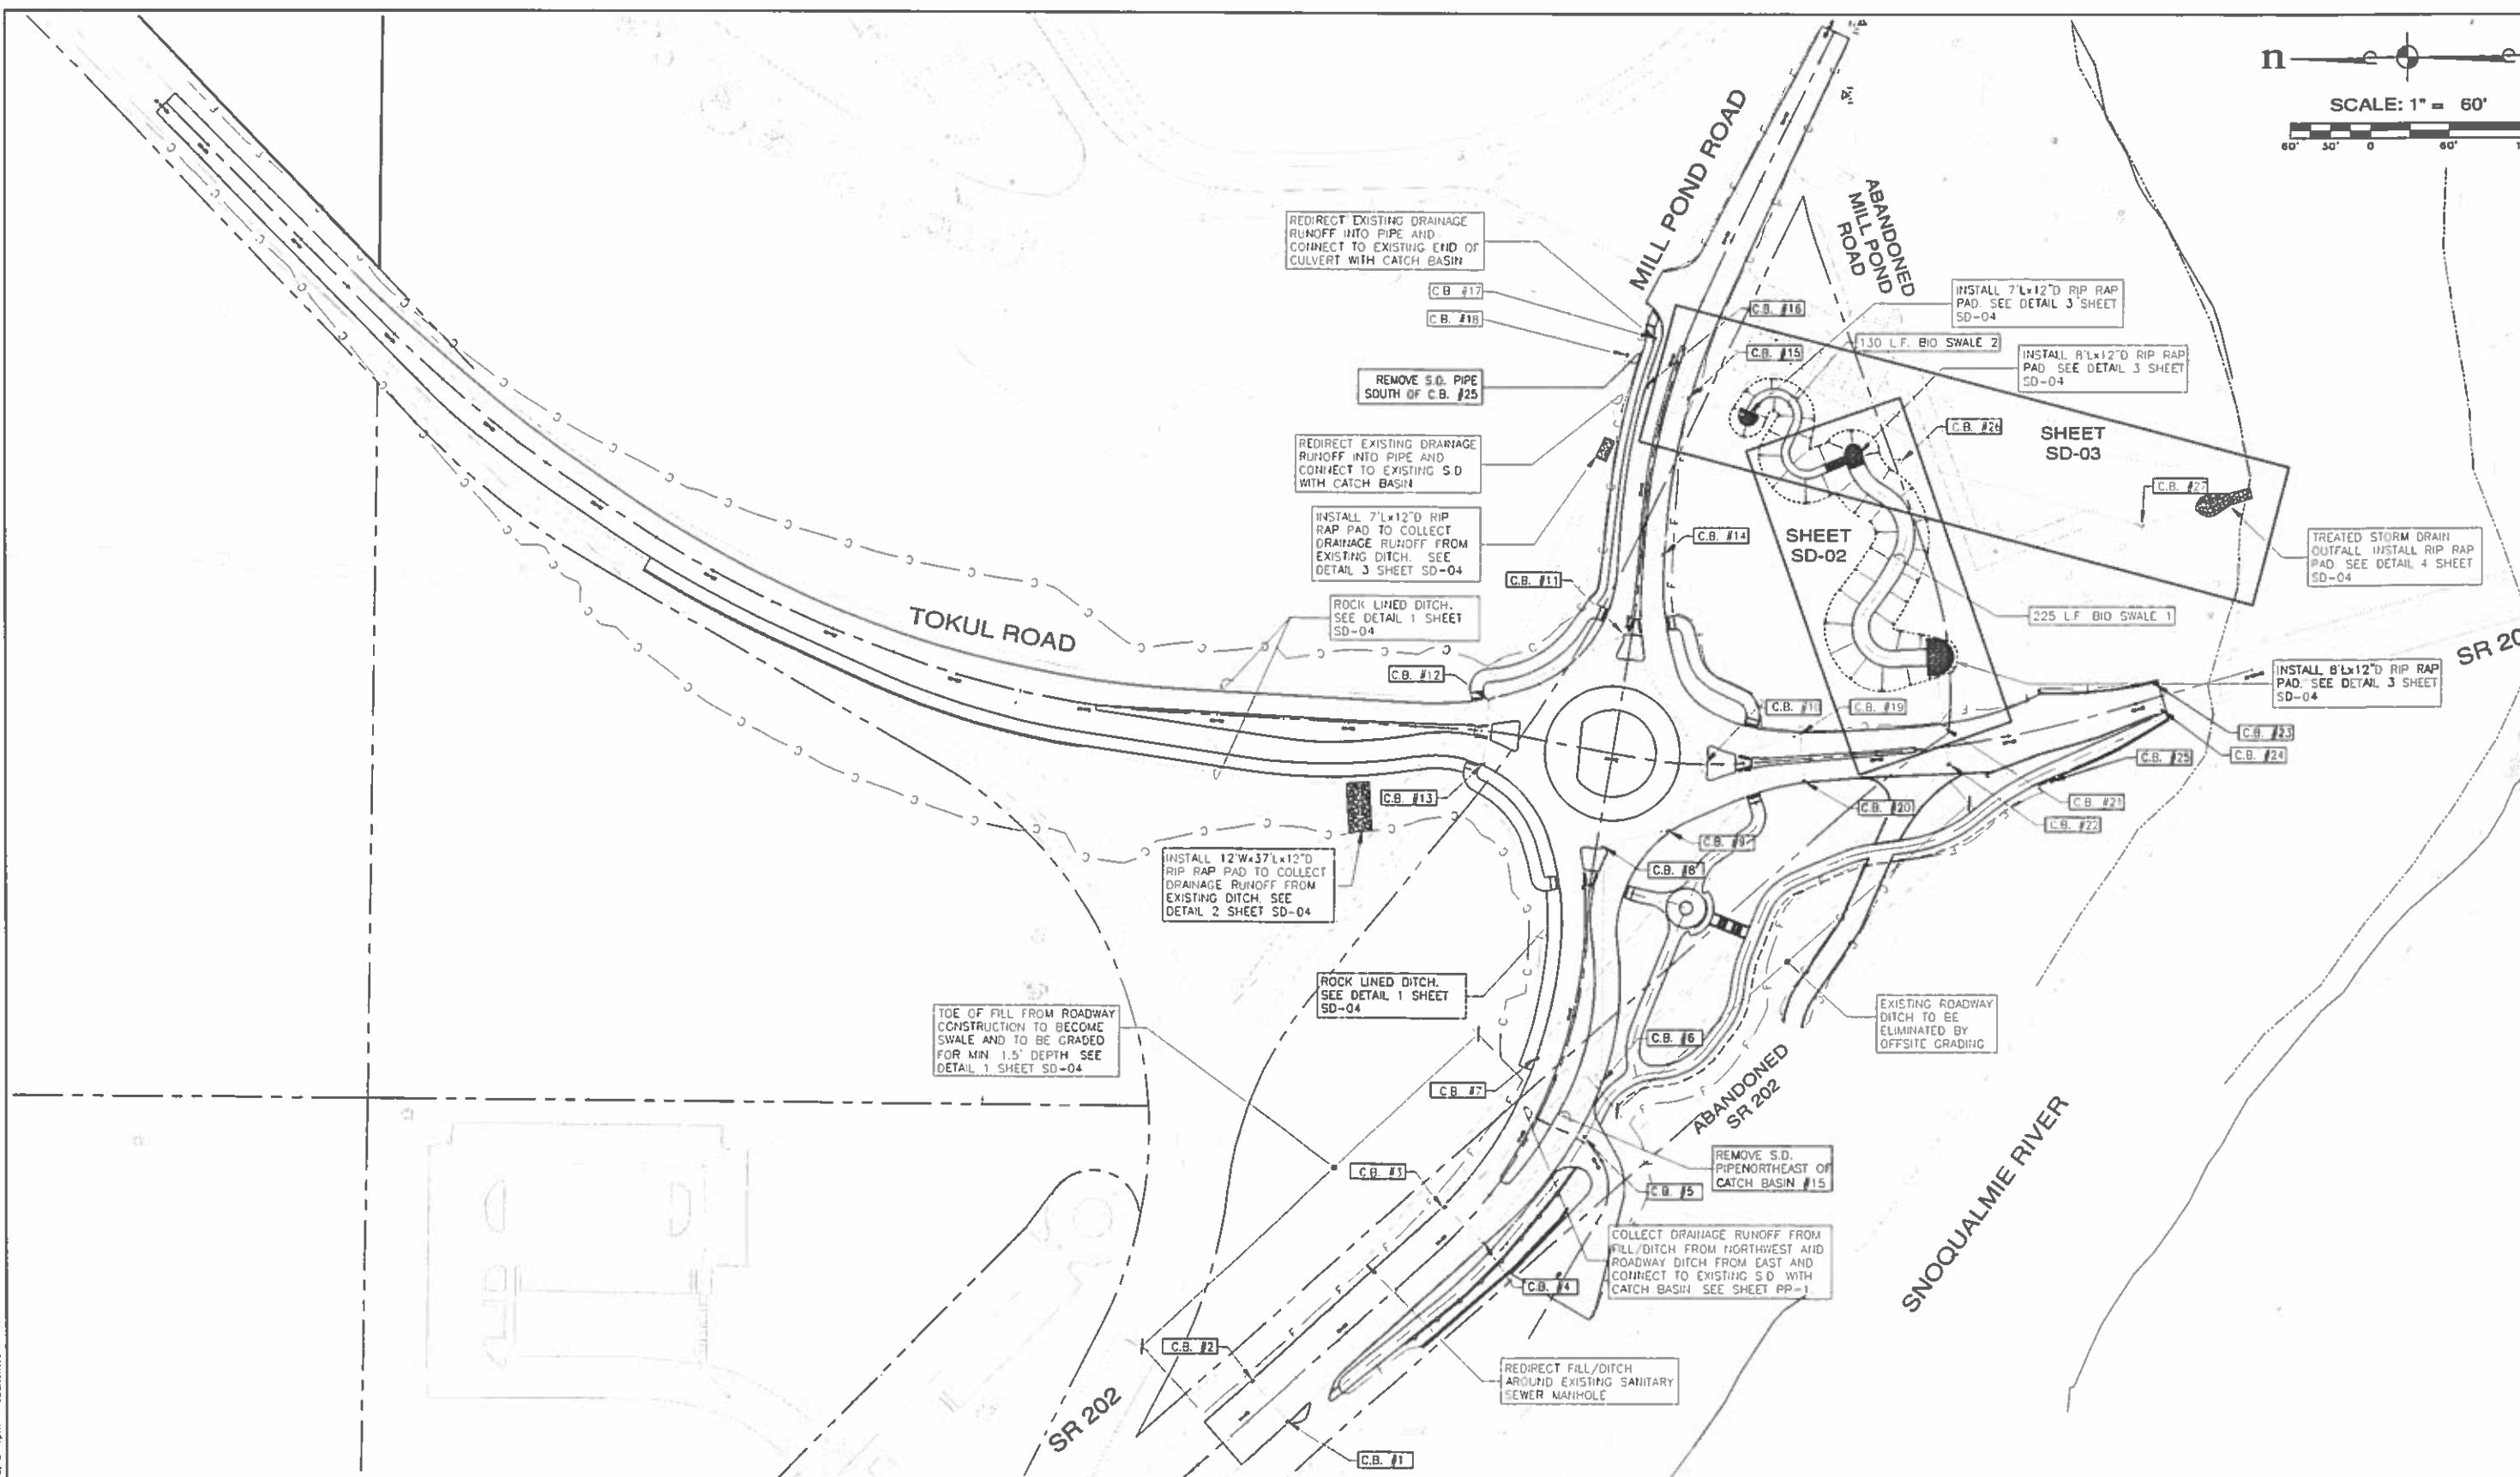 n
SCALE: 1" = 60'
60' 30' 0 60'
MILL POND ROAD
ABANDONED
MILL POND
ROAD
REDIRECT EXISTING DRAINAGE
RUNOFF INTO PIPE AND
CONNECT TO EXISTING END OF
CULVERT WITH CATCH BASIN
C.B. #17
C.B. #18
REMOVE S.D. PIPE
SOUTH OF C.B. #25
REDIRECT EXISTING DRAINAGE
RUNOFF INTO PIPE AND
CONNECT TO EXISTING S.D
WITH CATCH BASIN
INSTALL 7'Lx12"D RIP
RAP PAD TO COLLECT
DRAINAGE RUNOFF FROM
EXISTING DITCH. SEE
DETAIL 3 SHEET SD-04
C.B. #11
ROCK LINED DITCH.
SEE DETAIL 1 SHEET
SD-04
C.B. #12
TOKUL ROAD
C.B. #16
C.B. #15
INSTALL 7'Lx12"D RIP RAP
PAD. SEE DETAIL 3 SHEET
SD-04
130 L.F. BIO SWALE 2
INSTALL 8'Lx12"D RIP RAP
PAD SEE DETAIL 3 SHEET
SD-04
C.B. #26
SHEET
SD-03
C.B. #27
SHEET
SD-02
C.B. #14
TREATED STORM DRAIN
OUTFALL INSTALL RIP RAP
PAD. SEE DETAIL 4 SHEET
SD-04
225 L.F. BIO SWALE 1
SR 20
INSTALL 8'Lx12"D RIP RAP
PAD. SEE DETAIL 3 SHEET
SD-04
C.B. #10
C.B. #19
C.B. #23
C.B. #24
C.B. #25
C.B. #21
C.B. #22
C.B. #20
C.B. #9
C.B. #8
C.B. #13
INSTALL 12'Wx37'Lx12"D
RIP RAP PAD TO COLLECT
DRAINAGE RUNOFF FROM
EXISTING DITCH. SEE
DETAIL 2 SHEET SD-04
ROCK LINED DITCH.
SEE DETAIL 1 SHEET
SD-04
TOE OF FILL FROM ROADWAY
CONSTRUCTION TO BECOME
SWALE AND TO BE GRADED
FOR MIN. 1.5' DEPTH SEE
DETAIL 1 SHEET SD-04
EXISTING ROADWAY
DITCH TO BE
ELIMINATED BY
OFFSITE GRADING
C.B. #6
C.B. #7
ABANDONED
SR 202
SNOQUALMIE RIVER
REMOVE S.D.
PIPENORTHEAST OF
CATCH BASIN #15
C.B. #3
C.B. #5
COLLECT DRAINAGE RUNOFF FROM
FILL/DITCH FROM NORTHWEST AND
ROADWAY DITCH FROM EAST AND
CONNECT TO EXISTING S.D WITH
CATCH BASIN SEE SHEET PP-1
C.B. #4
C.B. #2
REDIRECT FILL/DITCH
AROUND EXISTING SANITARY
SEWER MANHOLE
SR 202
C.B. #1